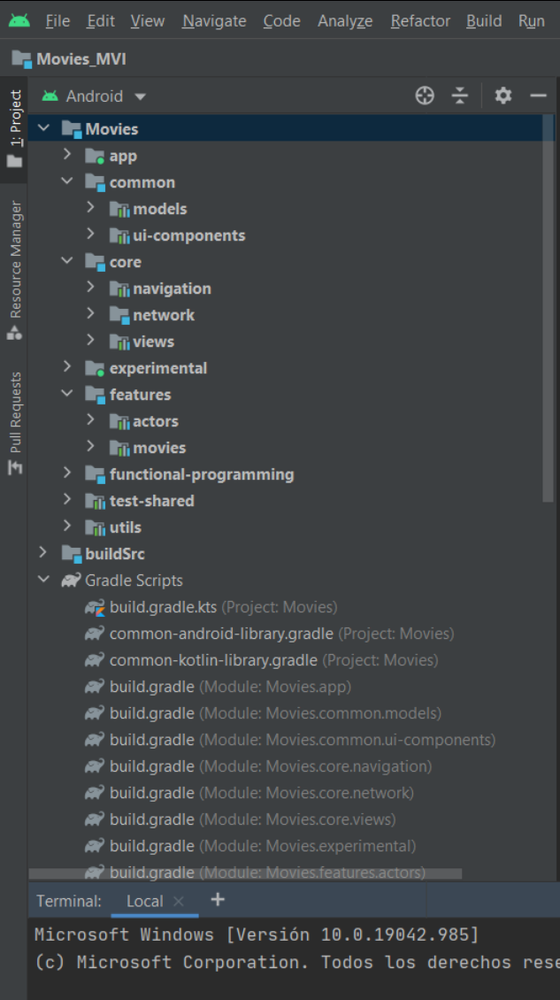 File Edit View Navigate Code Analyze Refactor Build Run
Movies_MVI
1: Project
Resource Manager
Pull Requests
Android
Movies
app
common
models
ui-components
core
navigation
network
views
experimental
features
actors
movies
functional-programming
test-shared
utils
buildSrc
Gradle Scripts
build.gradle.kts (Project: Movies)
common-android-library.gradle (Project: Movies)
common-kotlin-library.gradle (Project: Movies)
build.gradle (Module: Movies.app)
build.gradle (Module: Movies.common.models)
build.gradle (Module: Movies.common.ui-components)
build.gradle (Module: Movies.core.navigation)
build.gradle (Module: Movies.core.network)
build.gradle (Module: Movies.core.views)
build.gradle (Module: Movies.experimental)
build.gradle (Module: Movies.features.actors)
Terminal: Local × +
Microsoft Windows [Versión 10.0.19042.985]
(c) Microsoft Corporation. Todos los derechos rese